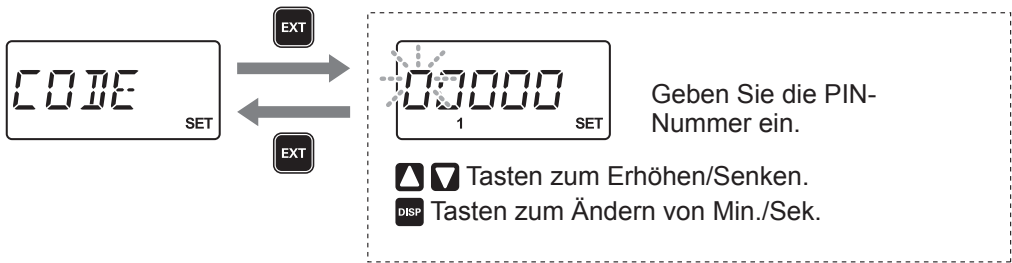 EXT
CODE
SET
EXT
00000
1 SET
Geben Sie die PIN-
Nummer ein.
Tasten zum Erhöhen/Senken.
DISP Tasten zum Ändern von Min./Sek.